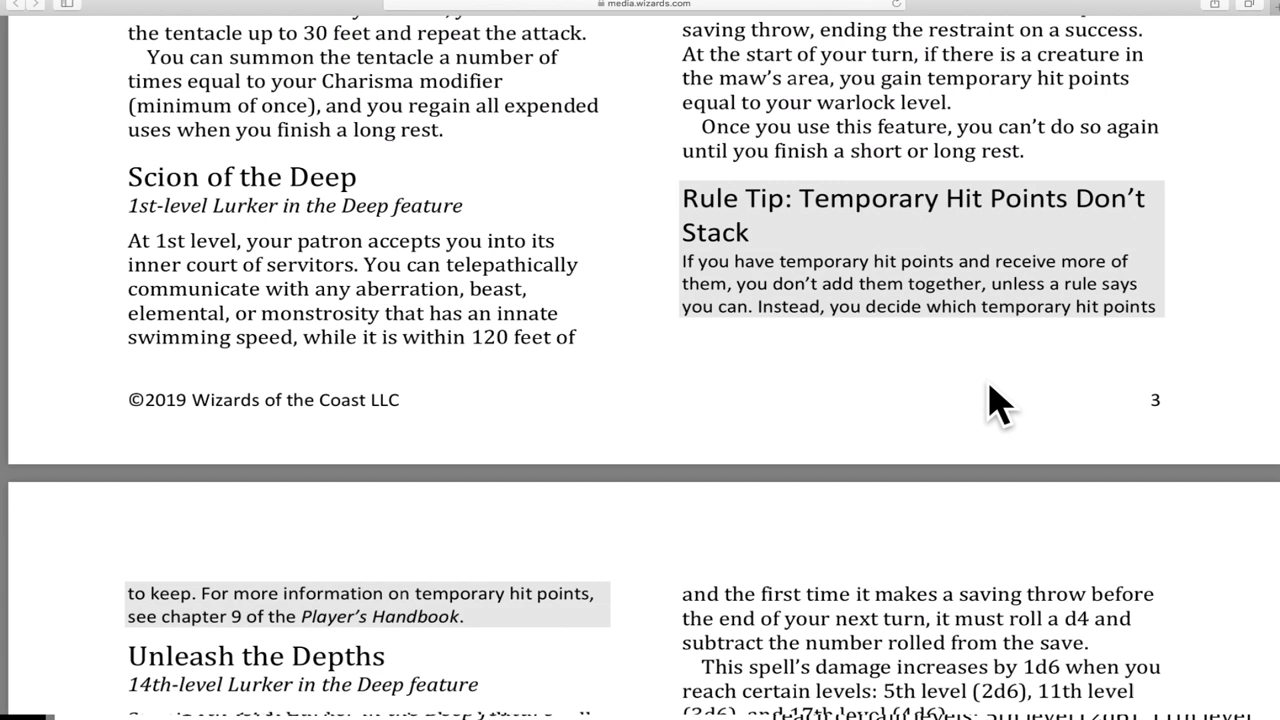 media.wizards.com
the tentacle up to 30 feet and repeat the attack.
You can summon the tentacle a number of
times equal to your Charisma modifier
(minimum of once), and you regain all expended
uses when you finish a long rest.
Scion of the Deep
1st-level Lurker in the Deep feature
At 1st level, your patron accepts you into its
inner court of servitors. You can telepathically
communicate with any aberration, beast,
elemental, or monstrosity that has an innate
swimming speed, while it is within 120 feet of
saving throw, ending the restraint on a success.
At the start of your turn, if there is a creature in
the maw’s area, you gain temporary hit points
equal to your warlock level.
Once you use this feature, you can’t do so again
until you finish a short or long rest.
Rule Tip: Temporary Hit Points Don’t
Stack
If you have temporary hit points and receive more of
them, you don’t add them together, unless a rule says
you can. Instead, you decide which temporary hit points
©2019 Wizards of the Coast LLC
3
to keep. For more information on temporary hit points,
see chapter 9 of the Player’s Handbook.
Unleash the Depths
14th-level Lurker in the Deep feature
and the first time it makes a saving throw before
the end of your next turn, it must roll a d4 and
subtract the number rolled from the save.
This spell’s damage increases by 1d6 when you
reach certain levels: 5th level (2d6), 11th level